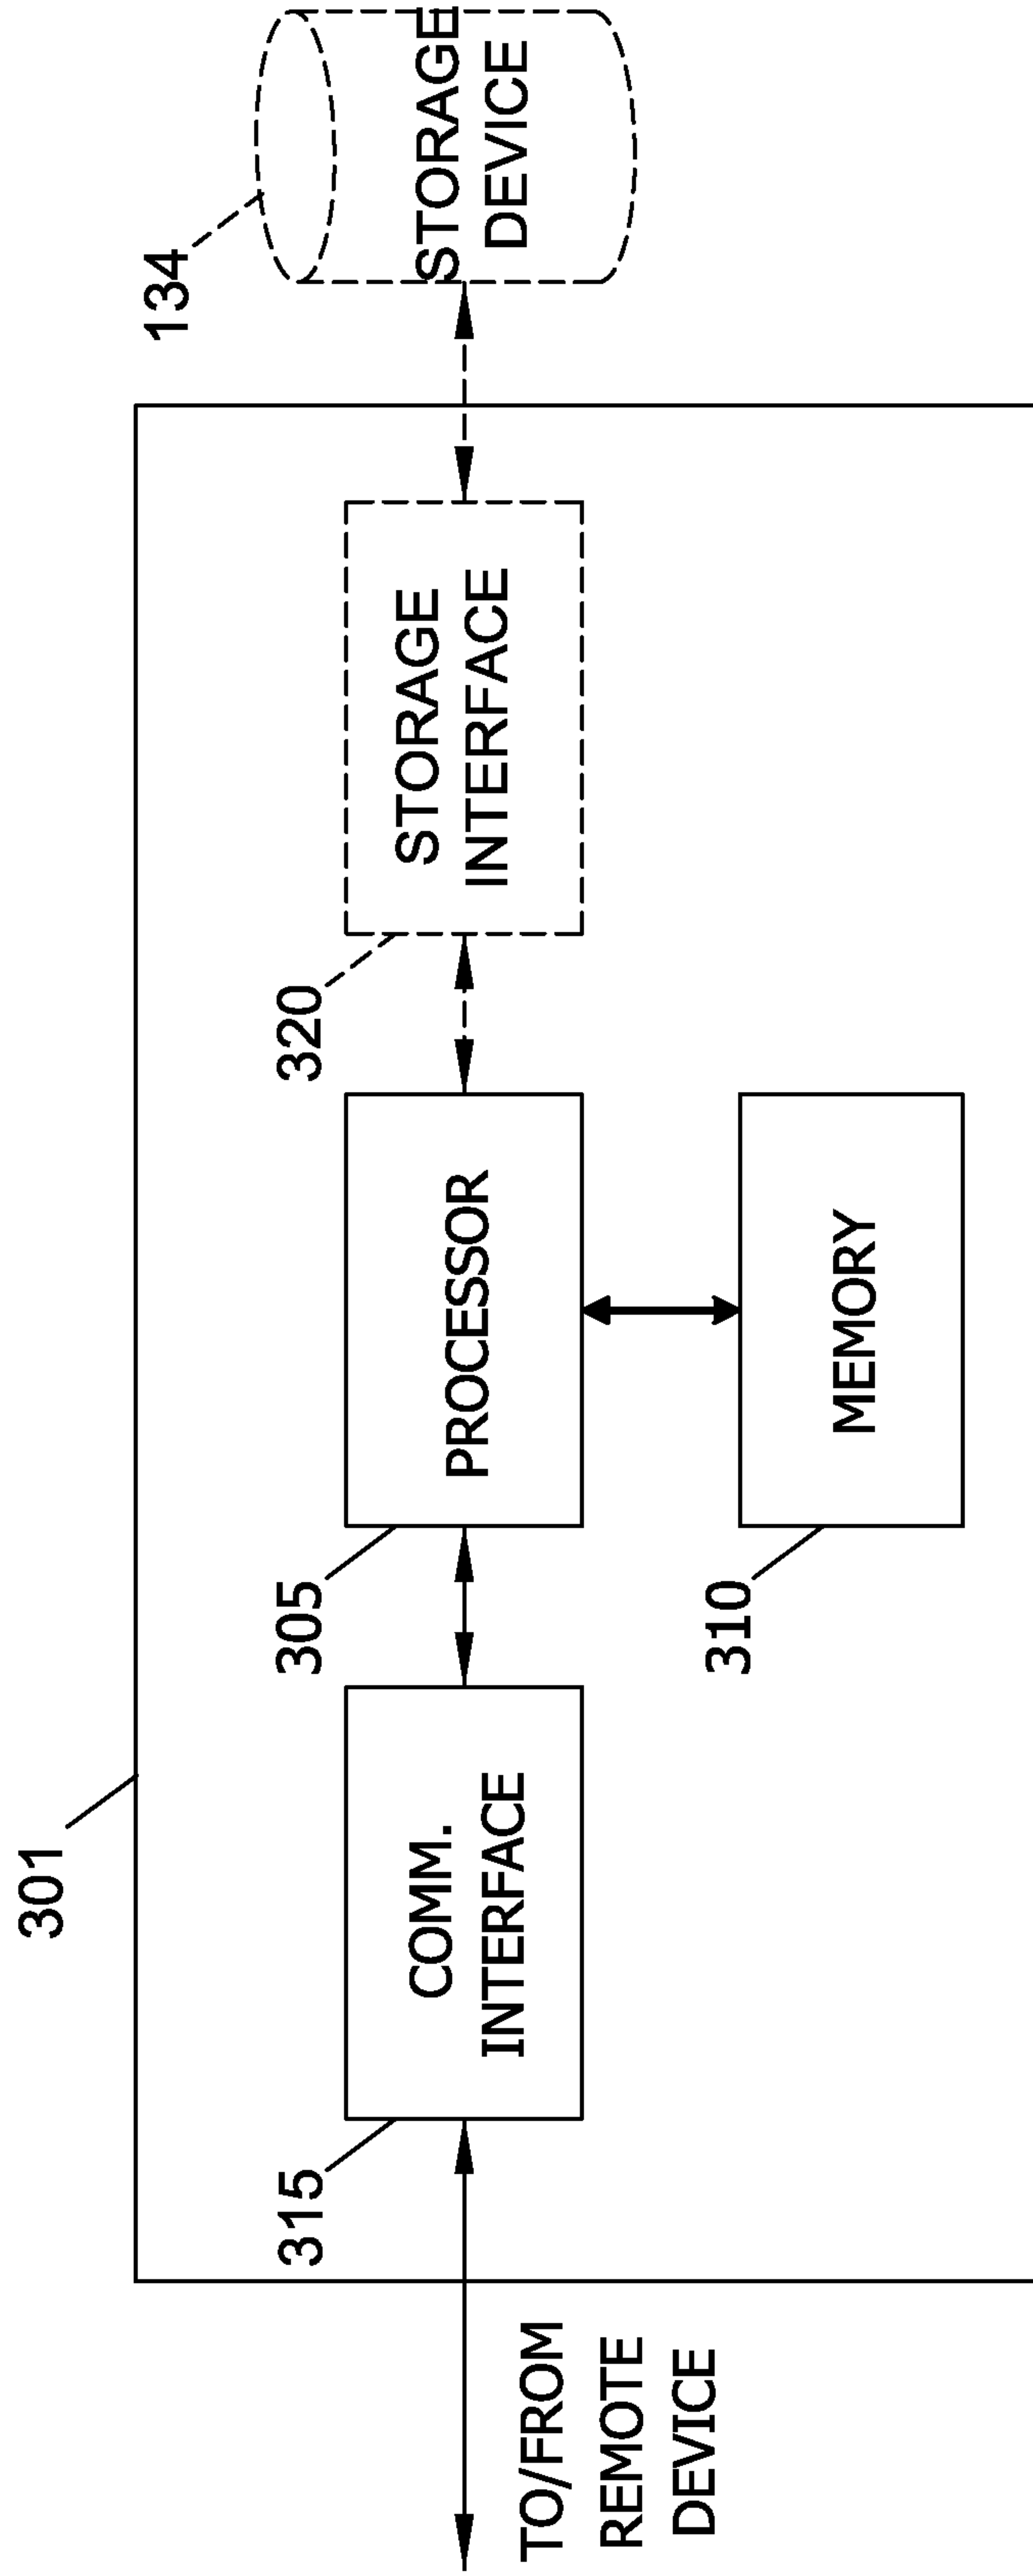 301
134
315
305
320
COMM.
INTERFACE
PROCESSOR
STORAGE
INTERFACE
STORAGE
DEVICE
TO/FROM
REMOTE
DEVICE
310
MEMORY